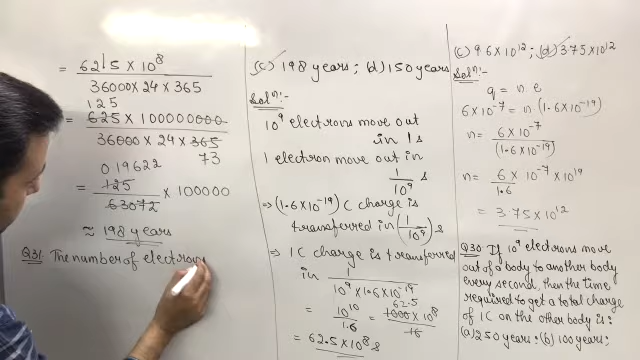 = 6215 × 10^8
36000 × 24 × 365
125
= 625 × 100000000
36000 × 24 × 365
73
0.19622
= 125 × 100000
63072
≈ 198 years
Q31: The number of electrons
(c) 198 years; (d) 150 years
Solⁿ:-
10^9 electrons move out
in 1s
1 electron move out in
1/10^9 s
⇒ (1.6×10^-19) C charge is
transferred in (1/10^9) s
⇒ 1C charge is transferred
in 1
10^9 × 1.6×10^-19
62.5
= 10^10 = 1000 × 10^8
1.6 16
= 62.5 × 10^8 s
(c) 9.6×10^12; (d) 3.75×10^12
Solⁿ:-
q = n e
6×10^-7 = n (1.6×10^-19)
n = 6×10^-7
(1.6×10^-19)
n = 6 × 10^-7 × 10^19
1.6
= 3.75×10^12
Q30: If 10^9 electrons move
out of a body to another body
every second, then the time
required to get a total charge
of 1C on the other body is:
(a) 250 years; (b) 100 years;